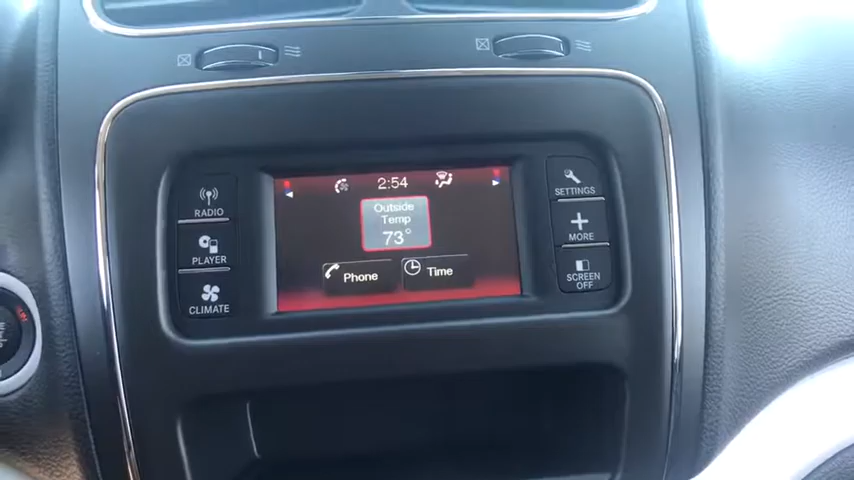 2:54
RADIO
PLAYER
CLIMATE
Outside
Temp
73°
Phone
Time
SETTINGS
MORE
SCREEN
OFF